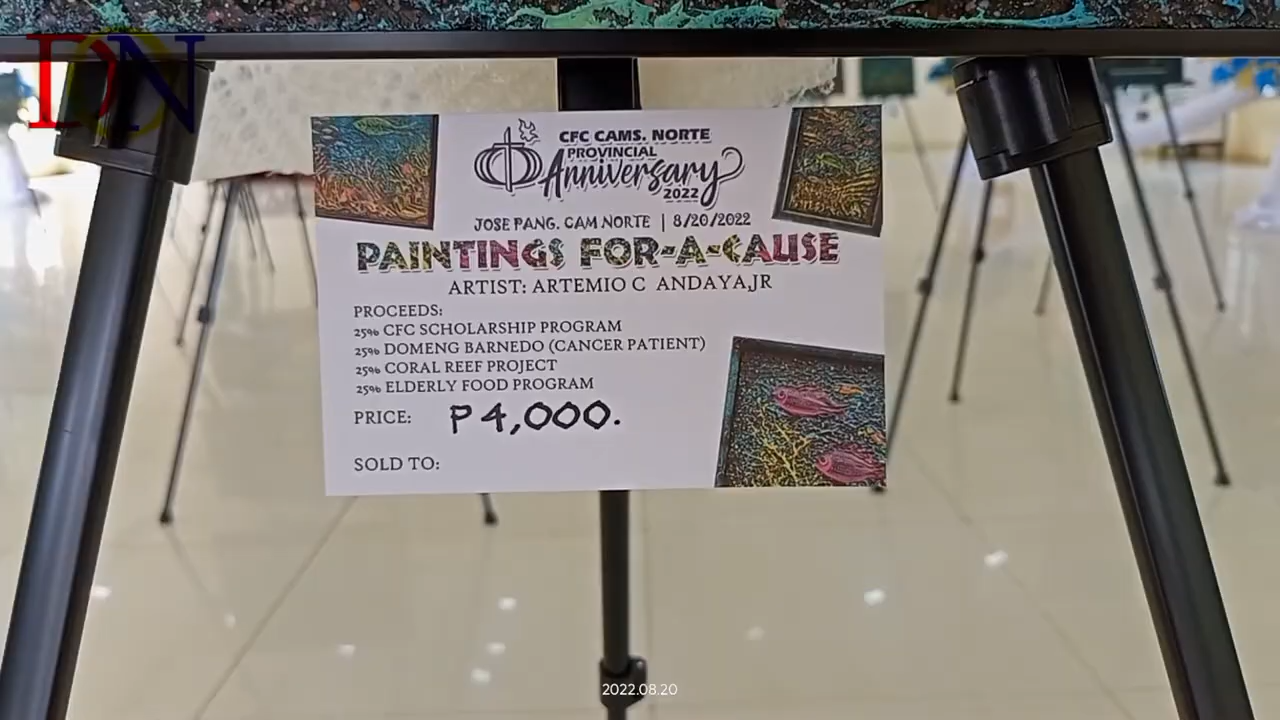 DN
CFC CAMS. NORTE
PROVINCIAL
Anniversary
2022
JOSE PANG. CAM NORTE | 8/20/2022
PAINTINGS FOR-A-CAUSE
ARTIST: ARTEMIO C ANDAYA,JR
PROCEEDS:
25% CFC SCHOLARSHIP PROGRAM
25% DOMENG BARNEDO (CANCER PATIENT)
25% CORAL REEF PROJECT
25% ELDERLY FOOD PROGRAM
PRICE: P4,000.
SOLD TO:
2022.08.20